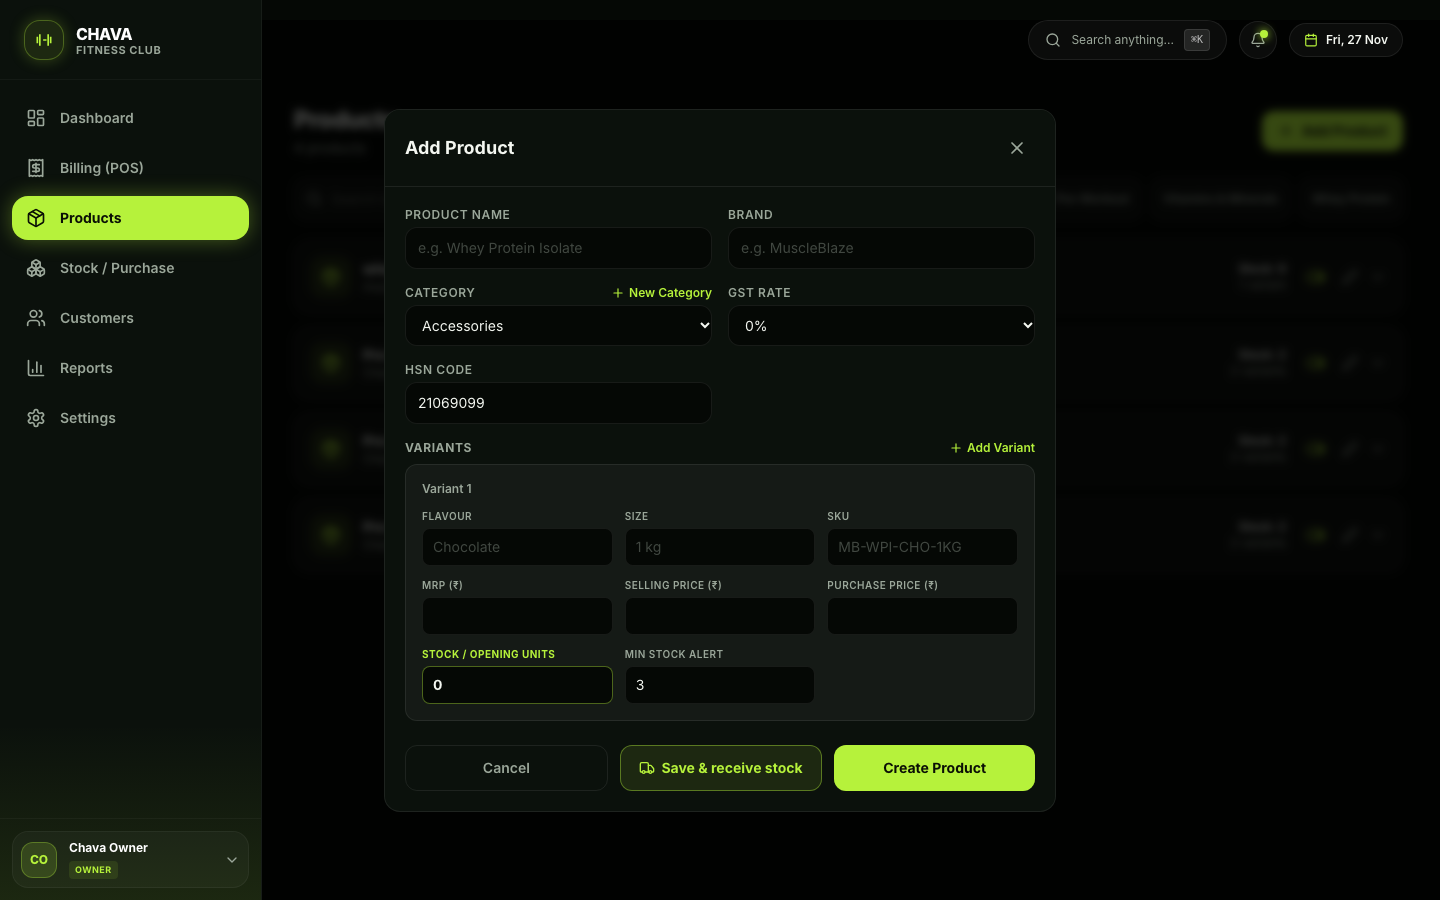 CHAVA
FITNESS CLUB
Search anything...
⌘K
Fri, 27 Nov
Dashboard
Billing (POS)
Products
Stock / Purchase
Customers
Reports
Settings
Add Product
PRODUCT NAME
BRAND
e.g. Whey Protein Isolate
e.g. MuscleBlaze
CATEGORY
+ New Category
GST RATE
Accessories
0%
HSN CODE
21069099
VARIANTS
+ Add Variant
Variant 1
FLAVOUR
SIZE
SKU
Chocolate
1 kg
MB-WPI-CHO-1KG
MRP (₹)
SELLING PRICE (₹)
PURCHASE PRICE (₹)
STOCK / OPENING UNITS
MIN STOCK ALERT
0
3
Cancel
Save & receive stock
Create Product
CO
Chava Owner
OWNER